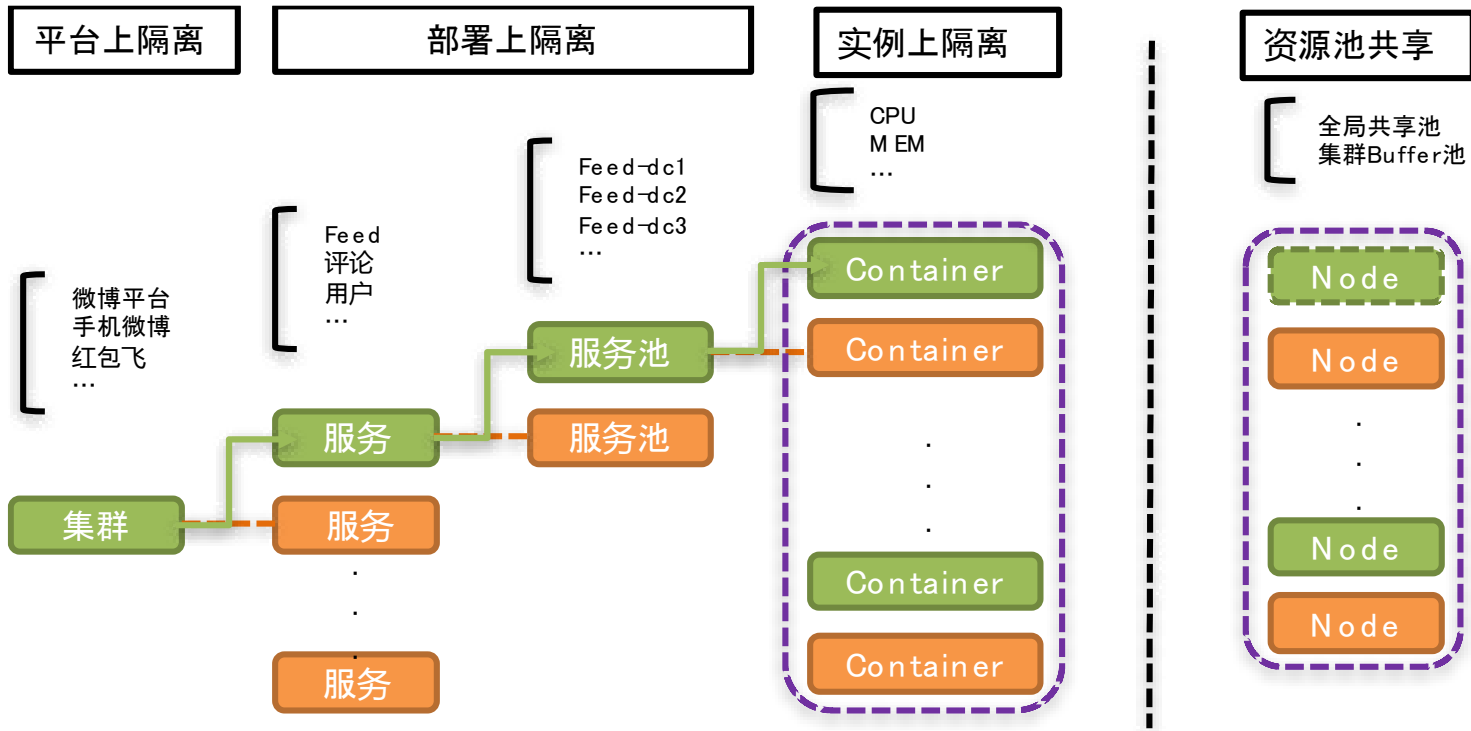 平台上隔离
部署上隔离
实例上隔离
资源池共享
微博平台
手机微博
红包飞
…
Feed
评论
用户
…
Feed-dc1
Feed-dc2
Feed-dc3
…
CPU
MEM
…
全局共享池
集群Buffer池
集群
服务
服务
.
.
.
服务
服务池
服务池
Container
Container
.
.
.
Container
Container
Node
Node
.
.
.
Node
Node